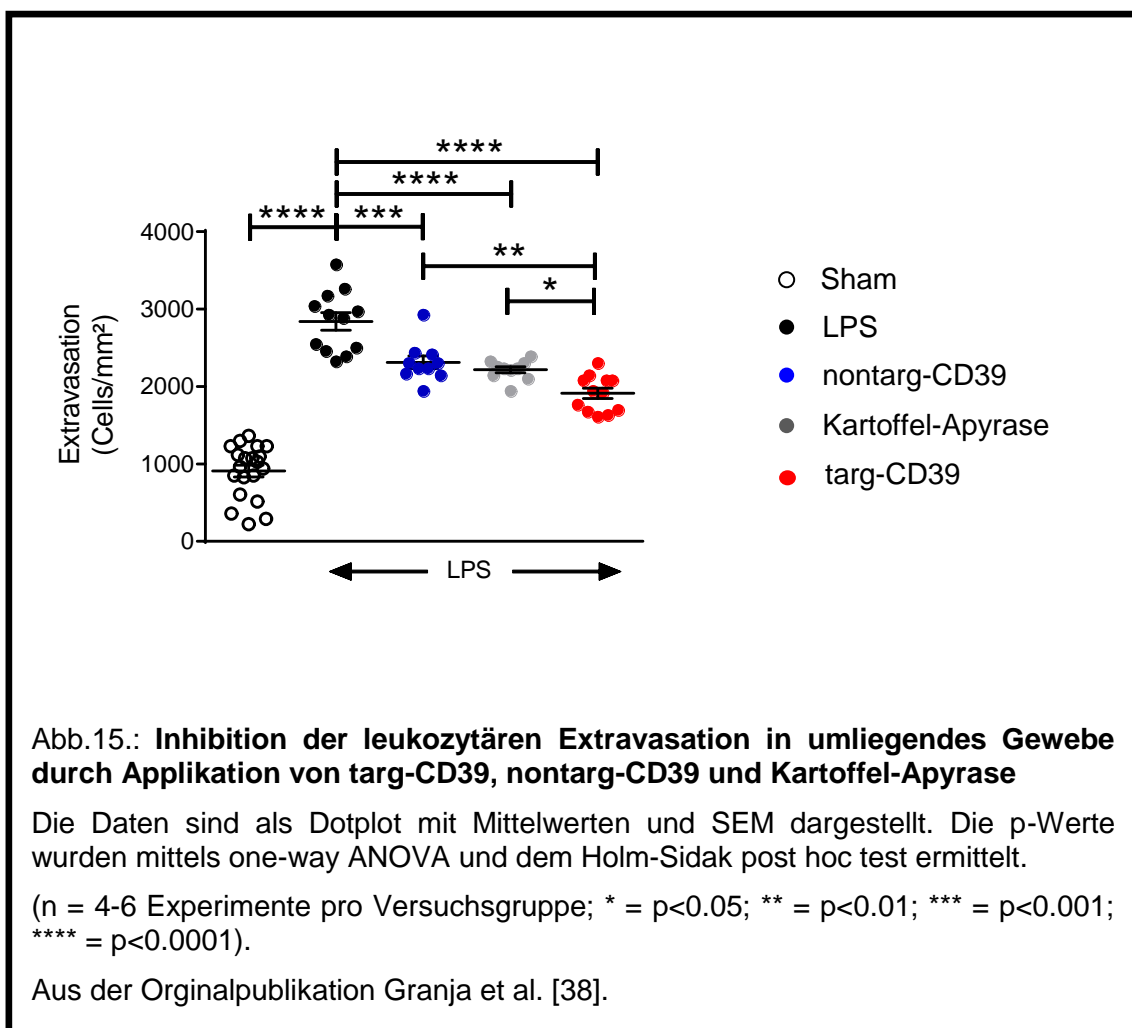 ****
****
**** ***
**
*
4000
3000
2000
1000
0
Extravasation
(Cells/mm²)
LPS
Sham
LPS
nontarg-CD39
Kartoffel-Apyrase
targ-CD39
Abb.15.: Inhibition der leukozytären Extravasation in umliegendes Gewebe
durch Applikation von targ-CD39, nontarg-CD39 und Kartoffel-Apyrase
Die Daten sind als Dotplot mit Mittelwerten und SEM dargestellt. Die p-Werte
wurden mittels one-way ANOVA und dem Holm-Sidak post hoc test ermittelt.
(n = 4-6 Experimente pro Versuchsgruppe; * = p<0.05; ** = p<0.01; *** = p<0.001;
**** = p<0.0001).
Aus der Orginalpublikation Granja et al. [38].